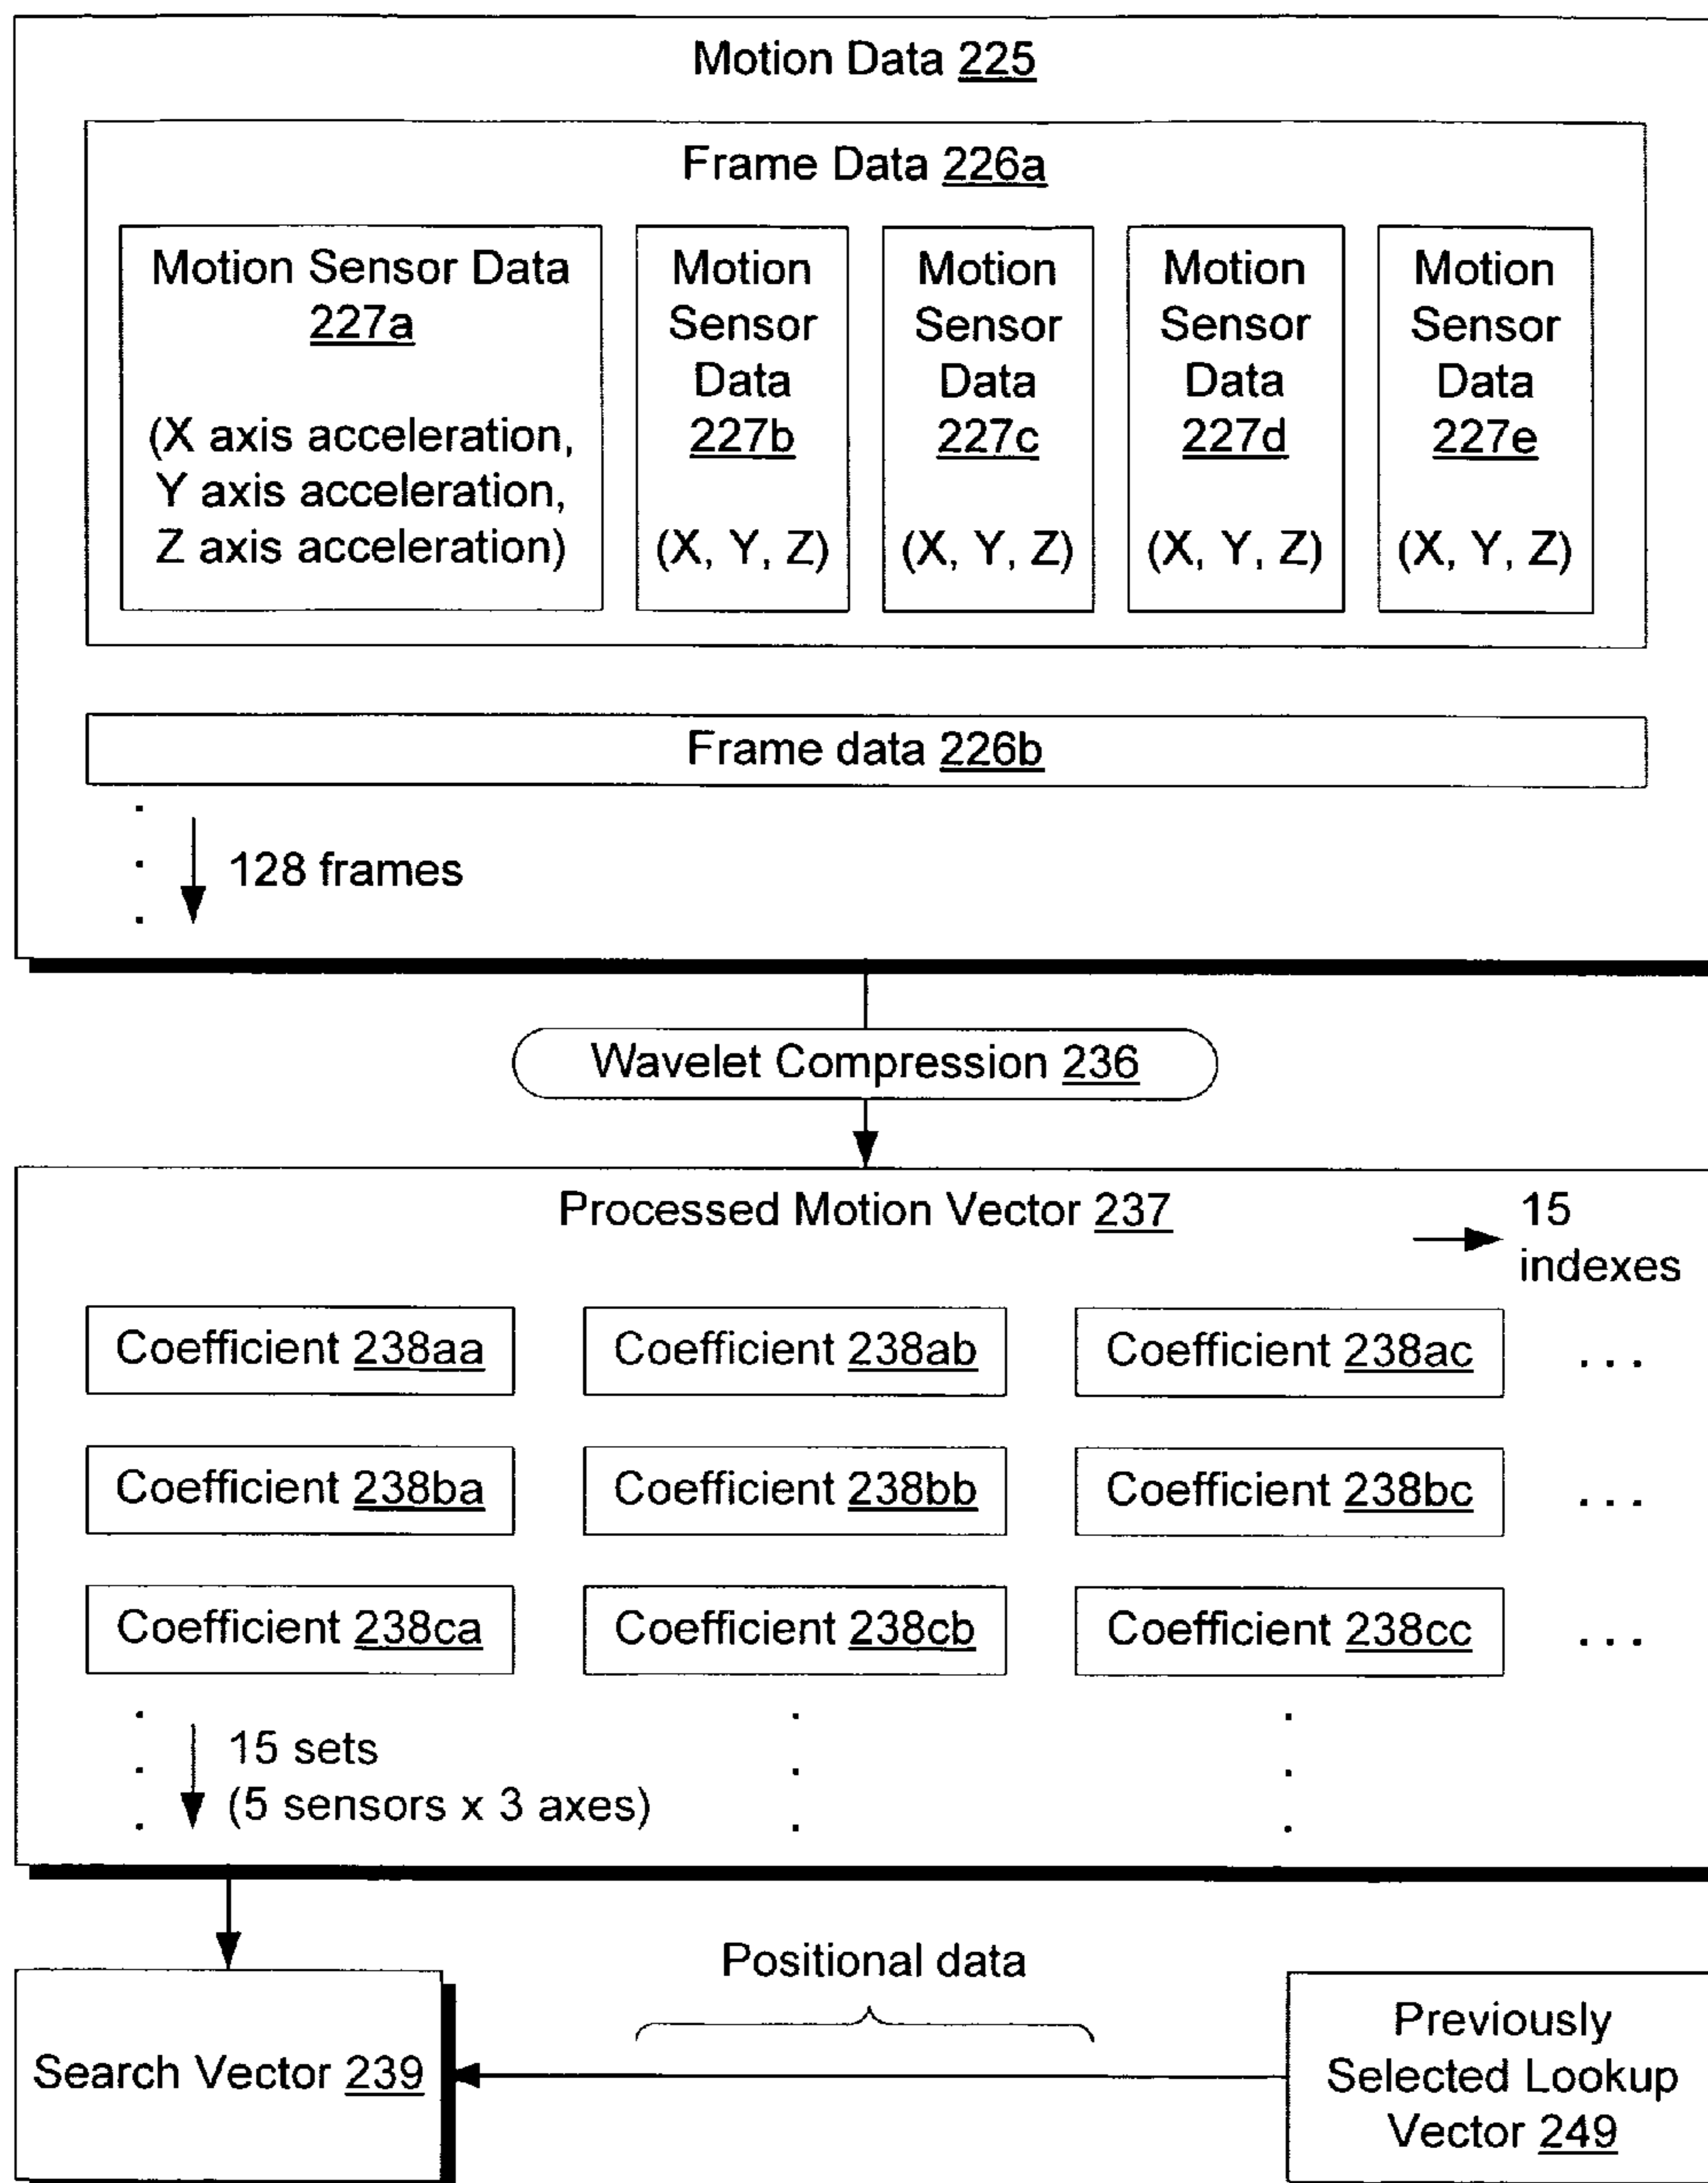 Motion Data 225
Frame Data 226a
Motion Sensor Data
227a
(X axis acceleration,
Y axis acceleration,
Z axis acceleration)
Motion
Sensor
Data
227b
(X, Y, Z)
Motion
Sensor
Data
227c
(X, Y, Z)
Motion
Sensor
Data
227d
(X, Y, Z)
Motion
Sensor
Data
227e
(X, Y, Z)
Frame data 226b
128 frames
Wavelet Compression 236
Processed Motion Vector 237
15
indexes
Coefficient 238aa
Coefficient 238ab
Coefficient 238ac
. . .
Coefficient 238ba
Coefficient 238bb
Coefficient 238bc
. . .
Coefficient 238ca
Coefficient 238cb
Coefficient 238cc
. . .
15 sets
(5 sensors x 3 axes)
Positional data
Search Vector 239
Previously
Selected Lookup
Vector 249